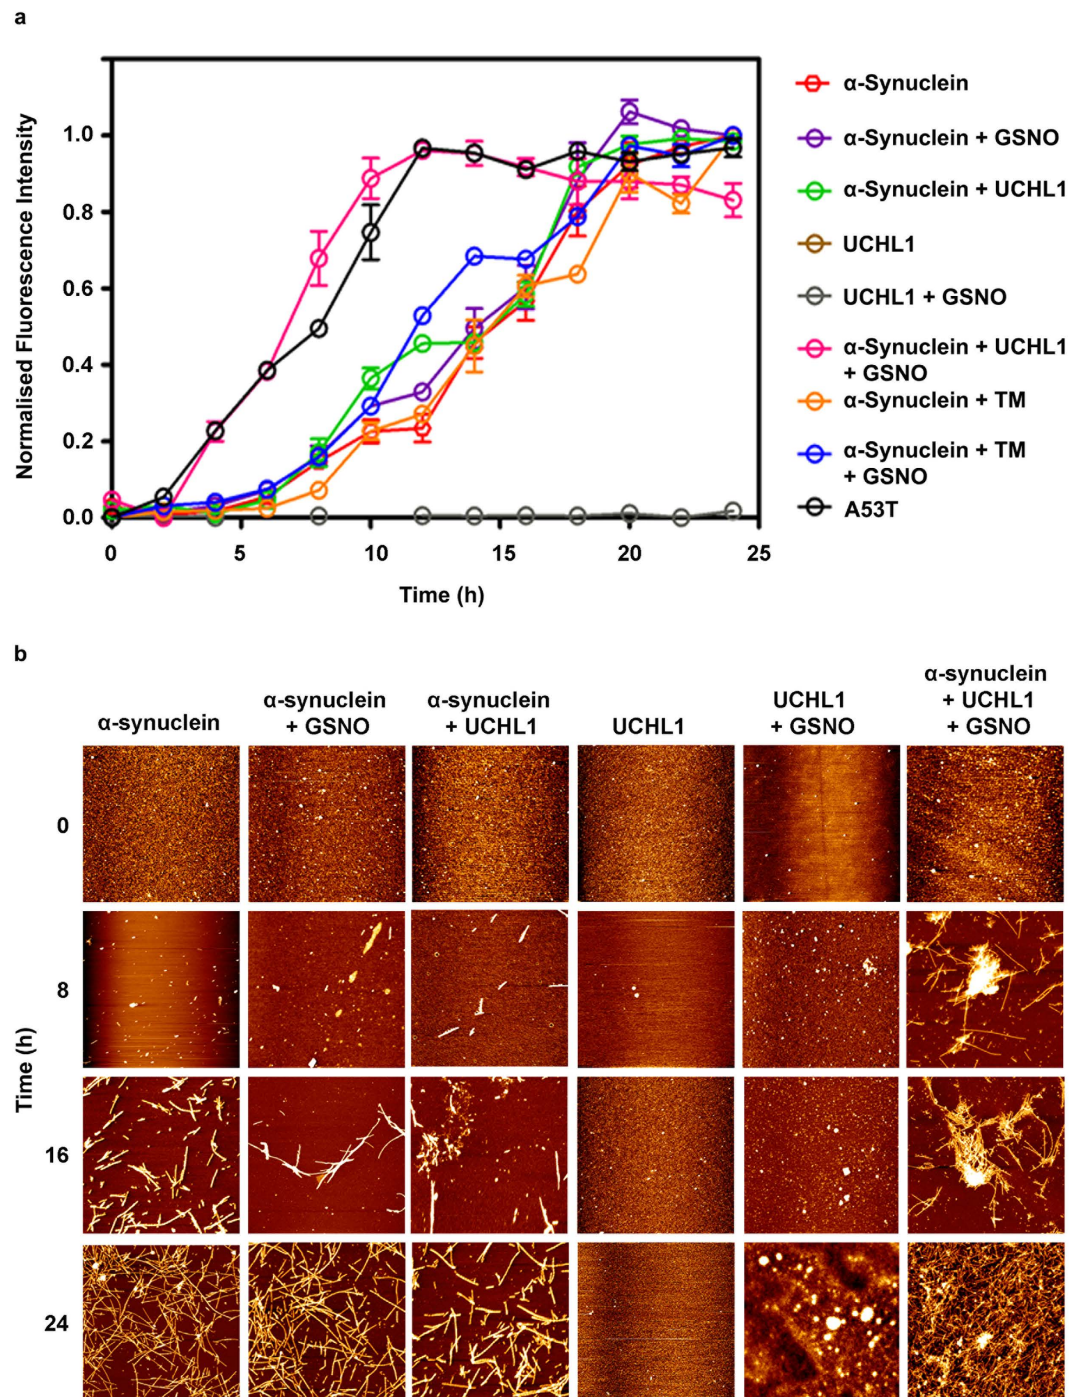 a
Normalised Fluorescence Intensity
1.0
0.8
0.6
0.4
0.2
0.0
0
5
10
15
20
25
Time (h)
α-Synuclein
α-Synuclein + GSNO
α-Synuclein + UCHL1
UCHL1
UCHL1 + GSNO
α-Synuclein + UCHL1
+ GSNO
α-Synuclein + TM
α-Synuclein + TM
+ GSNO
A53T
b
α-synuclein
α-synuclein
+ GSNO
α-synuclein
+ UCHL1
UCHL1
UCHL1
+ GSNO
α-synuclein
+ UCHL1
+ GSNO
Time (h)
0
8
16
24